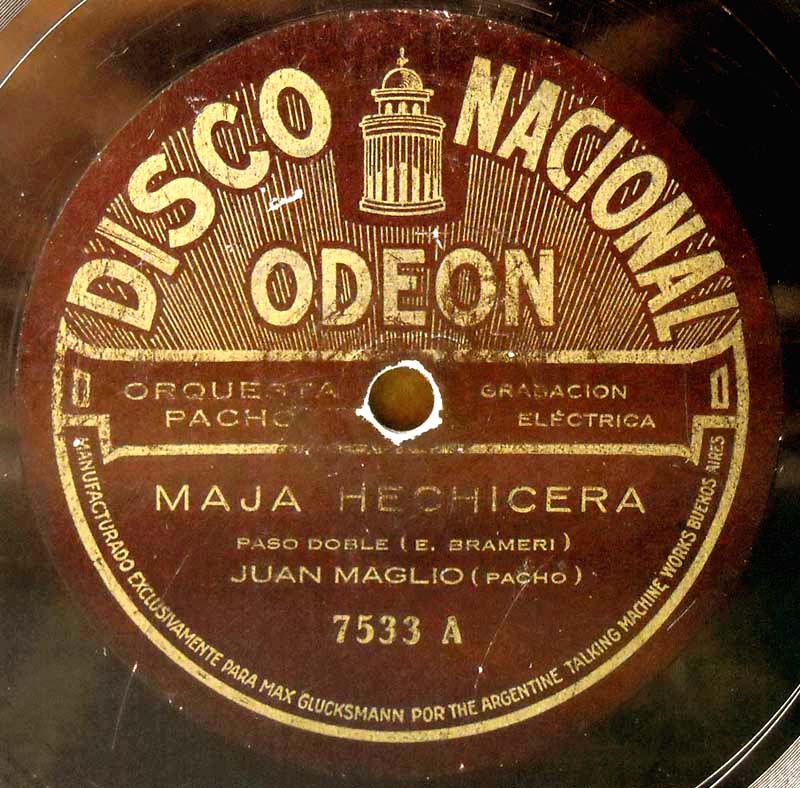 DISCO NACIONAL
ODEON
ORQUESTA
PACHO
GRABACION
ELÉCTRICA
MAJA HECHICERA
PASO DOBLE (E. BRAMERI)
JUAN MAGLIO (PACHO)
7533 A
MANUFACTURADO EXCLUSIVAMENTE PARA MAX GLUCKSMANN POR THE ARGENTINE TALKING MACHINE WORKS BUENOS AIRES